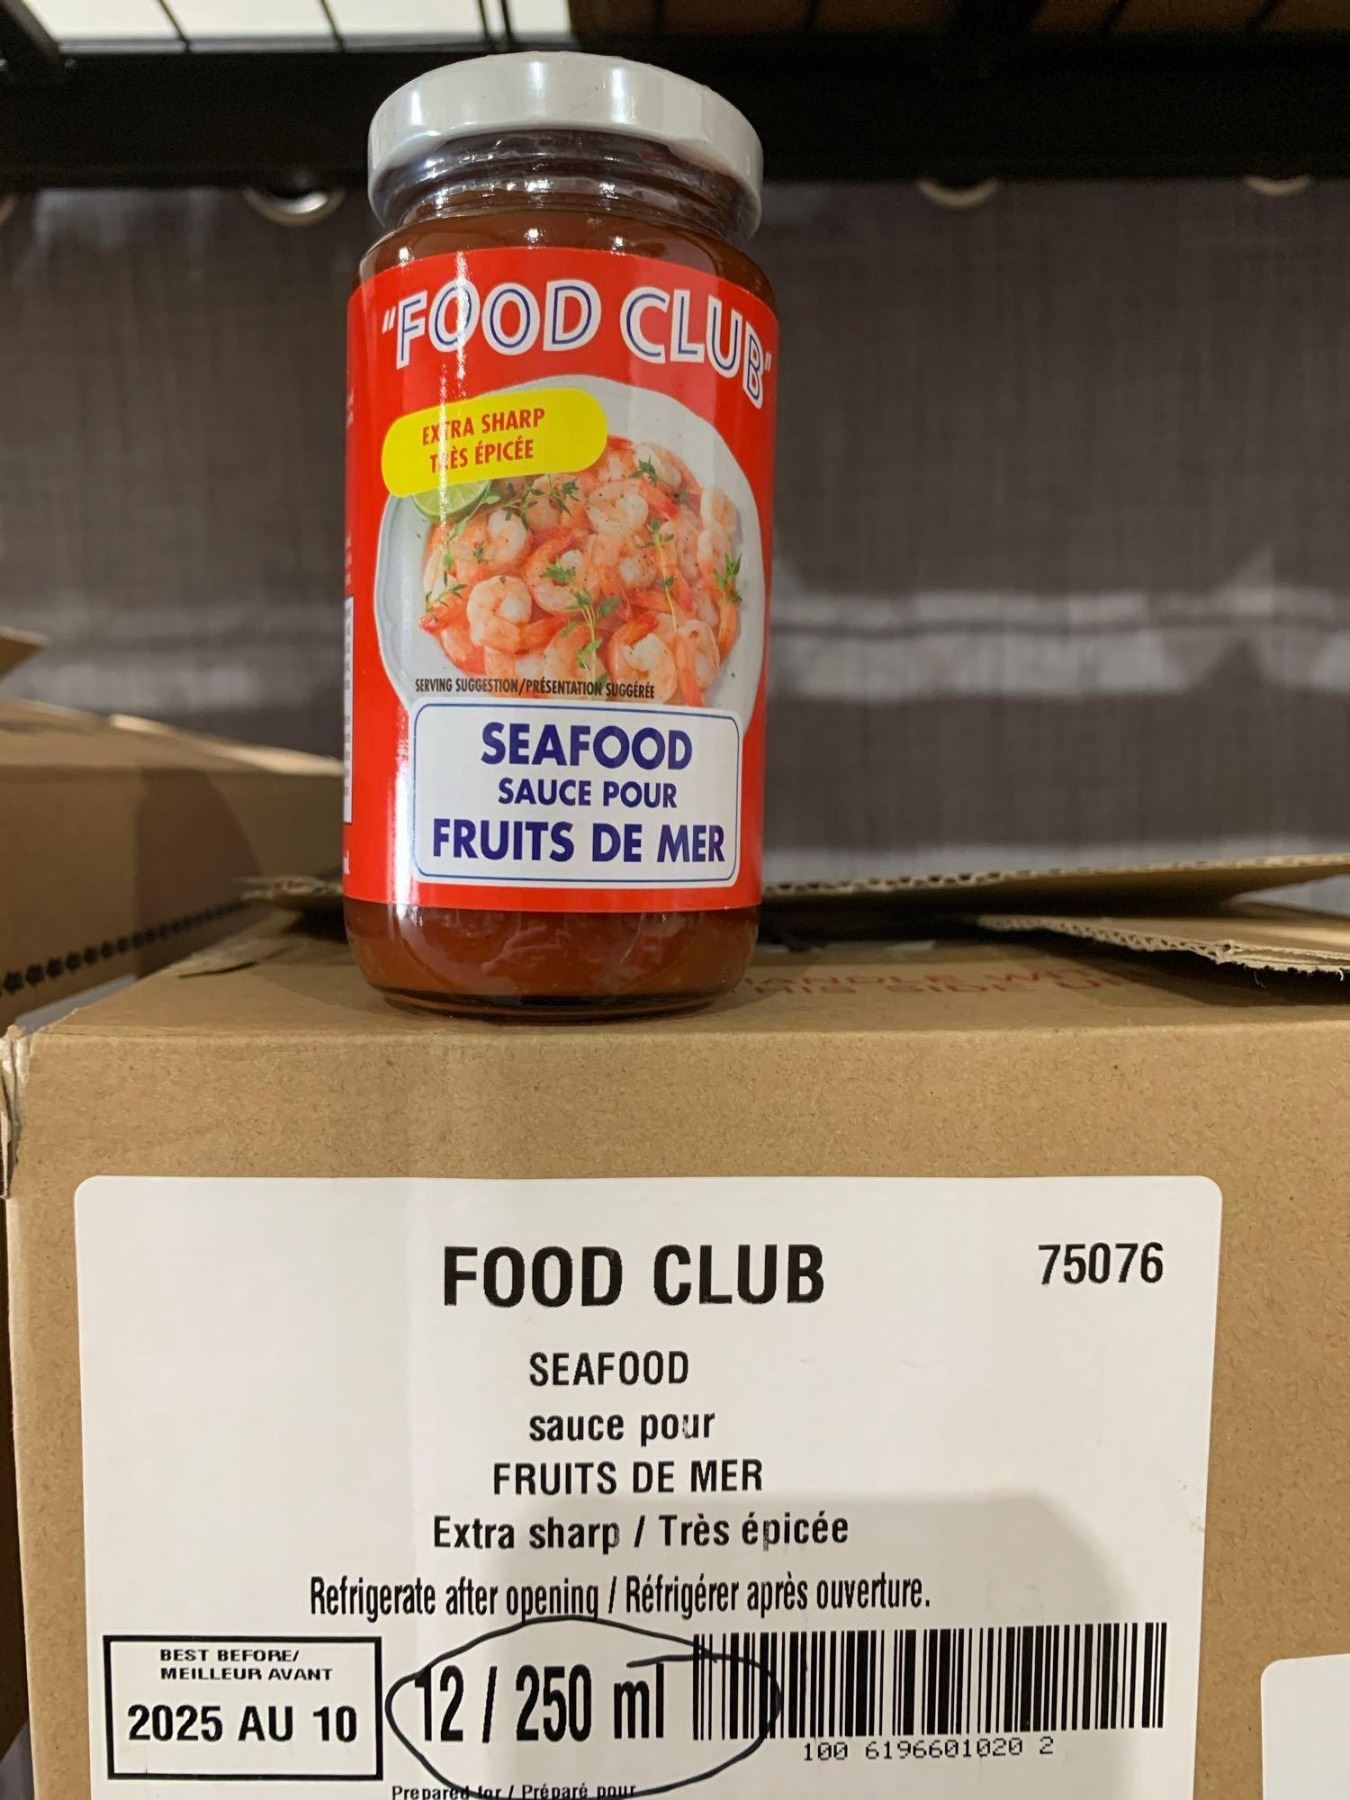 "FOOD CLUB"
EXTRA SHARP
TRÈS ÉPICÉE
SERVING SUGGESTION/PRÉSENTATION SUGGÉRÉE
SEAFOOD
SAUCE POUR
FRUITS DE MER
FOOD CLUB
75076
SEAFOOD
sauce pour
FRUITS DE MER
Extra sharp / Très épicée
Refrigerate after opening / Réfrigérer après ouverture.
BEST BEFORE/
MEILLEUR AVANT
2025 AU 10
12 / 250 ml
100 6196601020 2
Prepared for / Préparé pour